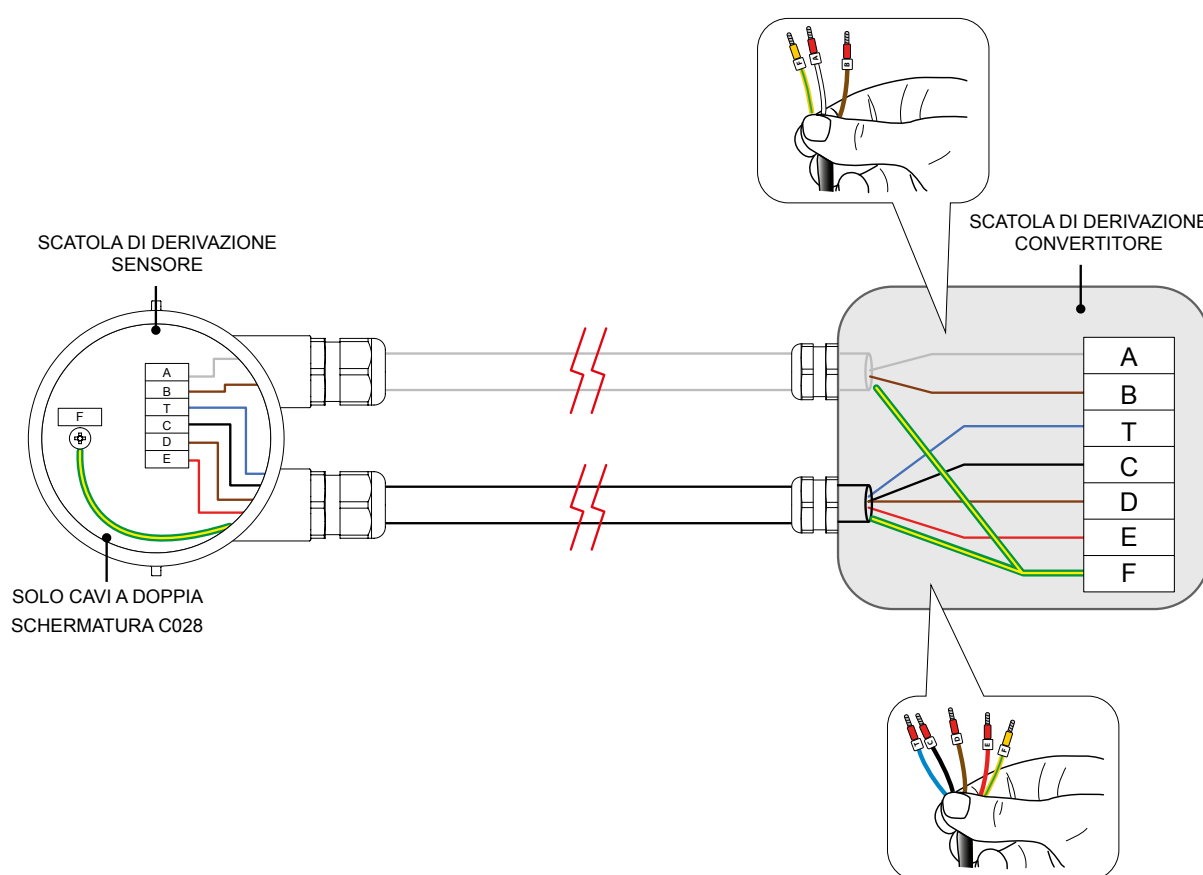 F
A
B
SCATOLA DI DERIVAZIONE
SENSORE
SCATOLA DI DERIVAZIONE
CONVERTITORE
A
B
T
C
D
E
F
A
B
T
C
D
E
F
SOLO CAVI A DOPPIA
SCHERMATURA C028
T
C
D
E
F